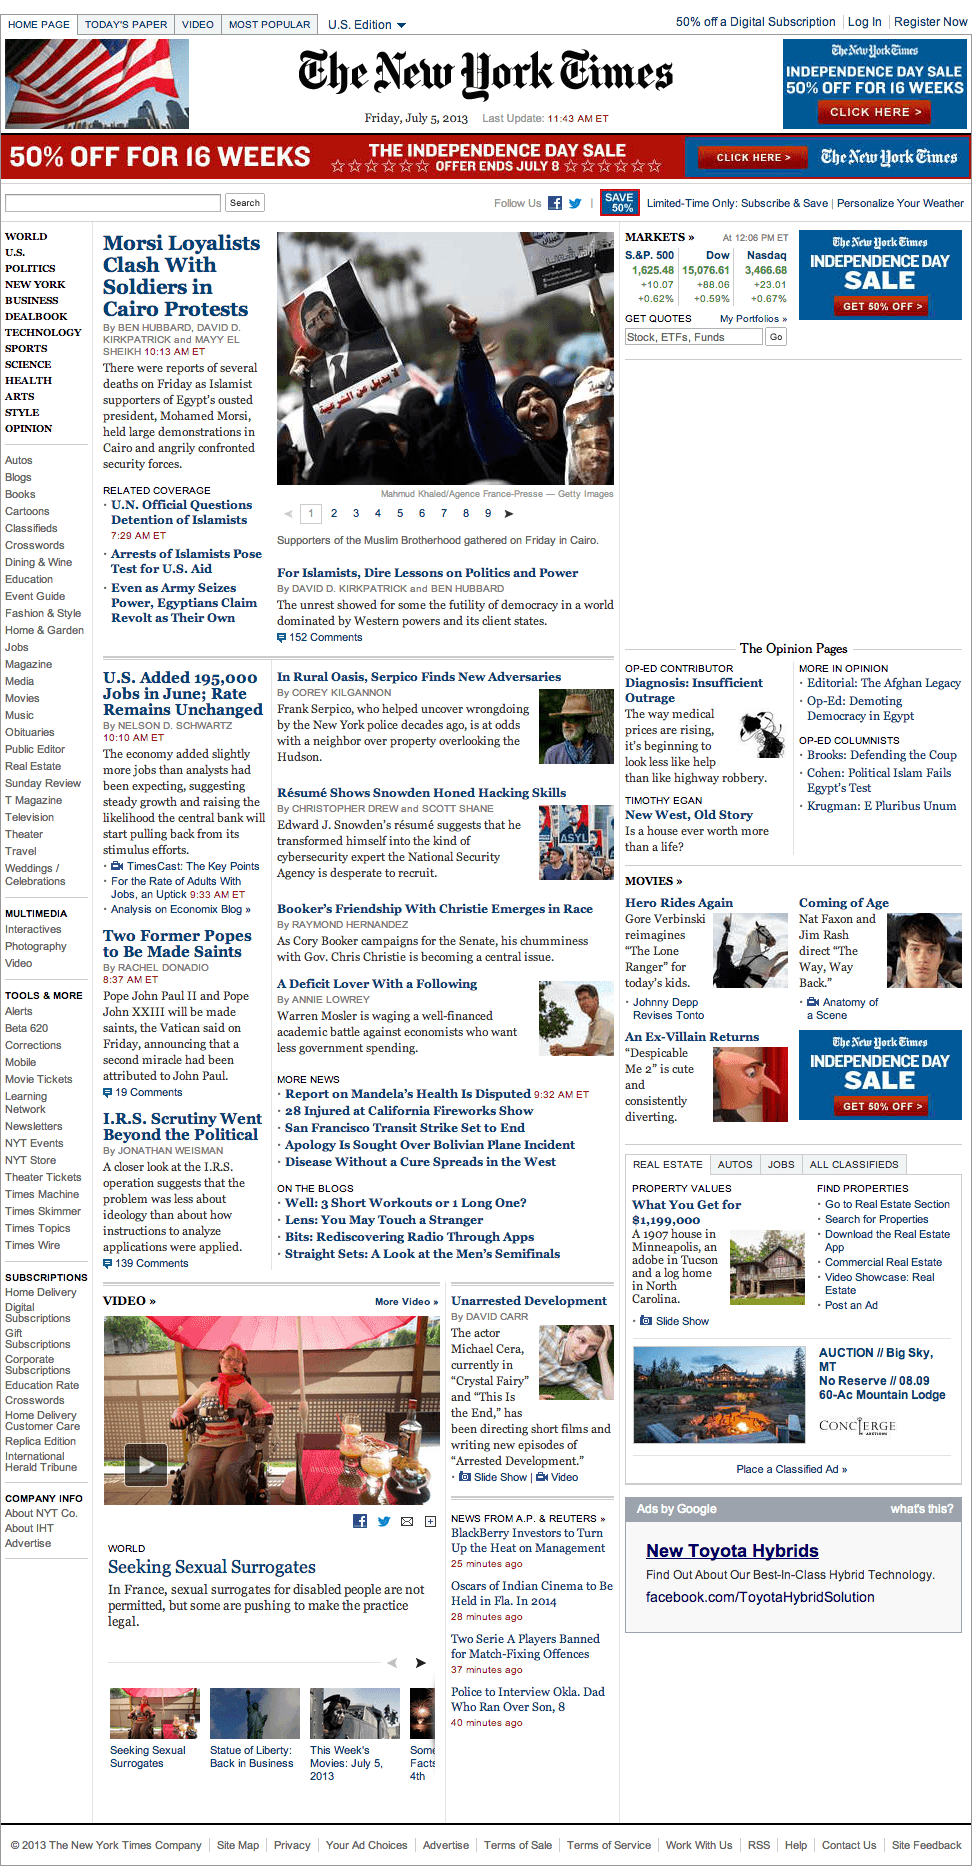 HOME PAGE
TODAY'S PAPER
VIDEO
MOST POPULAR
U.S. Edition
50% off a Digital Subscription
Log In
Register Now
The New York Times
Friday, July 5, 2013
Last Update: 11:43 AM ET
The New York Times
INDEPENDENCE DAY SALE
50% OFF FOR 16 WEEKS
CLICK HERE >
50% OFF FOR 16 WEEKS
THE INDEPENDENCE DAY SALE
OFFER ENDS JULY 8
CLICK HERE >
The New York Times
Search
Follow Us
SAVE
50%
Limited-Time Only: Subscribe & Save | Personalize Your Weather
WORLD
U.S.
POLITICS
NEW YORK
BUSINESS
DEALBOOK
TECHNOLOGY
SPORTS
SCIENCE
HEALTH
ARTS
STYLE
OPINION
Autos
Blogs
Books
Cartoons
Classifieds
Crosswords
Dining & Wine
Education
Event Guide
Fashion & Style
Home & Garden
Jobs
Magazine
Media
Movies
Music
Obituaries
Public Editor
Real Estate
Sunday Review
T Magazine
Television
Theater
Travel
Weddings /
Celebrations
MULTIMEDIA
Interactives
Photography
Video
TOOLS & MORE
Alerts
Beta 620
Corrections
Mobile
Movie Tickets
Learning
Network
Newsletters
NYT Events
NYT Store
Theater Tickets
Times Machine
Times Skimmer
Times Topics
Times Wire
SUBSCRIPTIONS
Home Delivery
Digital
Subscriptions
Gift
Subscriptions
Corporate
Subscriptions
Education Rate
Crosswords
Home Delivery
Customer Care
Replica Edition
International
Herald Tribune
COMPANY INFO
About NYT Co.
About IHT
Advertise
Morsi Loyalists
Clash With
Soldiers in
Cairo Protests
By BEN HUBBARD, DAVID D.
KIRKPATRICK and MAYY EL
SHEIKH 10:13 AM ET
There were reports of several
deaths on Friday as Islamist
supporters of Egypt's ousted
president, Mohamed Morsi,
held large demonstrations in
Cairo and angrily confronted
security forces.
RELATED COVERAGE
U.N. Official Questions
Detention of Islamists
7:29 AM ET
Arrests of Islamists Pose
Test for U.S. Aid
Even as Army Seizes
Power, Egyptians Claim
Revolt as Their Own
لا بديل عن الشرعية
Mahmud Khaled/Agence France-Presse — Getty Images
1 2 3 4 5 6 7 8 9
Supporters of the Muslim Brotherhood gathered on Friday in Cairo.
For Islamists, Dire Lessons on Politics and Power
By DAVID D. KIRKPATRICK and BEN HUBBARD
The unrest showed for some the futility of democracy in a world
dominated by Western powers and its client states.
152 Comments
U.S. Added 195,000
Jobs in June; Rate
Remains Unchanged
By NELSON D. SCHWARTZ
10:10 AM ET
The economy added slightly
more jobs than analysts had
been expecting, suggesting
steady growth and raising the
likelihood the central bank will
start pulling back from its
stimulus efforts.
TimesCast: The Key Points
For the Rate of Adults With
Jobs, an Uptick 9:33 AM ET
Analysis on Economix Blog »
Two Former Popes
to Be Made Saints
By RACHEL DONADIO
8:37 AM ET
Pope John Paul II and Pope
John XXIII will be made
saints, the Vatican said on
Friday, announcing that a
second miracle had been
attributed to John Paul.
19 Comments
I.R.S. Scrutiny Went
Beyond the Political
By JONATHAN WEISMAN
A closer look at the I.R.S.
operation suggests that the
problem was less about
ideology than about how
instructions to analyze
applications were applied.
139 Comments
In Rural Oasis, Serpico Finds New Adversaries
By COREY KILGANNON
Frank Serpico, who helped uncover wrongdoing
by the New York police decades ago, is at odds
with a neighbor over property overlooking the
Hudson.
Résumé Shows Snowden Honed Hacking Skills
By CHRISTOPHER DREW and SCOTT SHANE
Edward J. Snowden's résumé suggests that he
transformed himself into the kind of
cybersecurity expert the National Security
Agency is desperate to recruit.
ASYL
Booker's Friendship With Christie Emerges in Race
By RAYMOND HERNANDEZ
As Cory Booker campaigns for the Senate, his chumminess
with Gov. Chris Christie is becoming a central issue.
A Deficit Lover With a Following
By ANNIE LOWREY
Warren Mosler is waging a well-financed
academic battle against economists who want
less government spending.
MORE NEWS
Report on Mandela's Health Is Disputed 9:32 AM ET
28 Injured at California Fireworks Show
San Francisco Transit Strike Set to End
Apology Is Sought Over Bolivian Plane Incident
Disease Without a Cure Spreads in the West
ON THE BLOGS
Well: 3 Short Workouts or 1 Long One?
Lens: You May Touch a Stranger
Bits: Rediscovering Radio Through Apps
Straight Sets: A Look at the Men's Semifinals
MARKETS »
At 12:06 PM ET
S.&P. 500 Dow Nasdaq
1,625.48 15,076.61 3,466.68
+10.07 +88.06 +23.01
+0.62% +0.59% +0.67%
GET QUOTES
My Portfolios »
Stock, ETFs, Funds
Go
The New York Times
INDEPENDENCE DAY
SALE
GET 50% OFF >
The Opinion Pages
OP-ED CONTRIBUTOR
Diagnosis: Insufficient
Outrage
The way medical
prices are rising,
it's beginning to
look less like help
than like highway robbery.
TIMOTHY EGAN
New West, Old Story
Is a house ever worth more
than a life?
MORE IN OPINION
Editorial: The Afghan Legacy
Op-Ed: Demoting
Democracy in Egypt
OP-ED COLUMNISTS
Brooks: Defending the Coup
Cohen: Political Islam Fails
Egypt's Test
Krugman: E Pluribus Unum
MOVIES »
Hero Rides Again
Gore Verbinski
reimagines
“The Lone
Ranger” for
today's kids.
Johnny Depp
Revises Tonto
Coming of Age
Nat Faxon and
Jim Rash
direct “The
Way, Way
Back.”
Anatomy of
a Scene
An Ex-Villain Returns
“Despicable
Me 2” is cute
and
consistently
diverting.
The New York Times
INDEPENDENCE DAY
SALE
GET 50% OFF >
REAL ESTATE
AUTOS
JOBS
ALL CLASSIFIEDS
PROPERTY VALUES
What You Get for
$1,199,000
A 1907 house in
Minneapolis, an
adobe in Tucson
and a log home
in North
Carolina.
Slide Show
FIND PROPERTIES
Go to Real Estate Section
Search for Properties
Download the Real Estate
App
Commercial Real Estate
Video Showcase: Real
Estate
Post an Ad
AUCTION // Big Sky,
MT
No Reserve // 08.09
60-Ac Mountain Lodge
CONCIERGE
AUCTIONS
Place a Classified Ad »
Ads by Google
what's this?
New Toyota Hybrids
Find Out About Our Best-In-Class Hybrid Technology.
facebook.com/ToyotaHybridSolution
VIDEO »
More Video »
WORLD
Seeking Sexual Surrogates
In France, sexual surrogates for disabled people are not
permitted, but some are pushing to make the practice
legal.
Seeking Sexual
Surrogates
Statue of Liberty:
Back in Business
This Week's
Movies: July 5,
2013
Some
Facts
4th
Unarrested Development
By DAVID CARR
The actor
Michael Cera,
currently in
“Crystal Fairy”
and “This Is
the End,” has
been directing short films and
writing new episodes of
“Arrested Development.”
Slide Show | Video
NEWS FROM A.P. & REUTERS »
BlackBerry Investors to Turn
Up the Heat on Management
25 minutes ago
Oscars of Indian Cinema to Be
Held in Fla. In 2014
28 minutes ago
Two Serie A Players Banned
for Match-Fixing Offences
37 minutes ago
Police to Interview Okla. Dad
Who Ran Over Son, 8
40 minutes ago
© 2013 The New York Times Company
Site Map
Privacy
Your Ad Choices
Advertise
Terms of Sale
Terms of Service
Work With Us
RSS
Help
Contact Us
Site Feedback